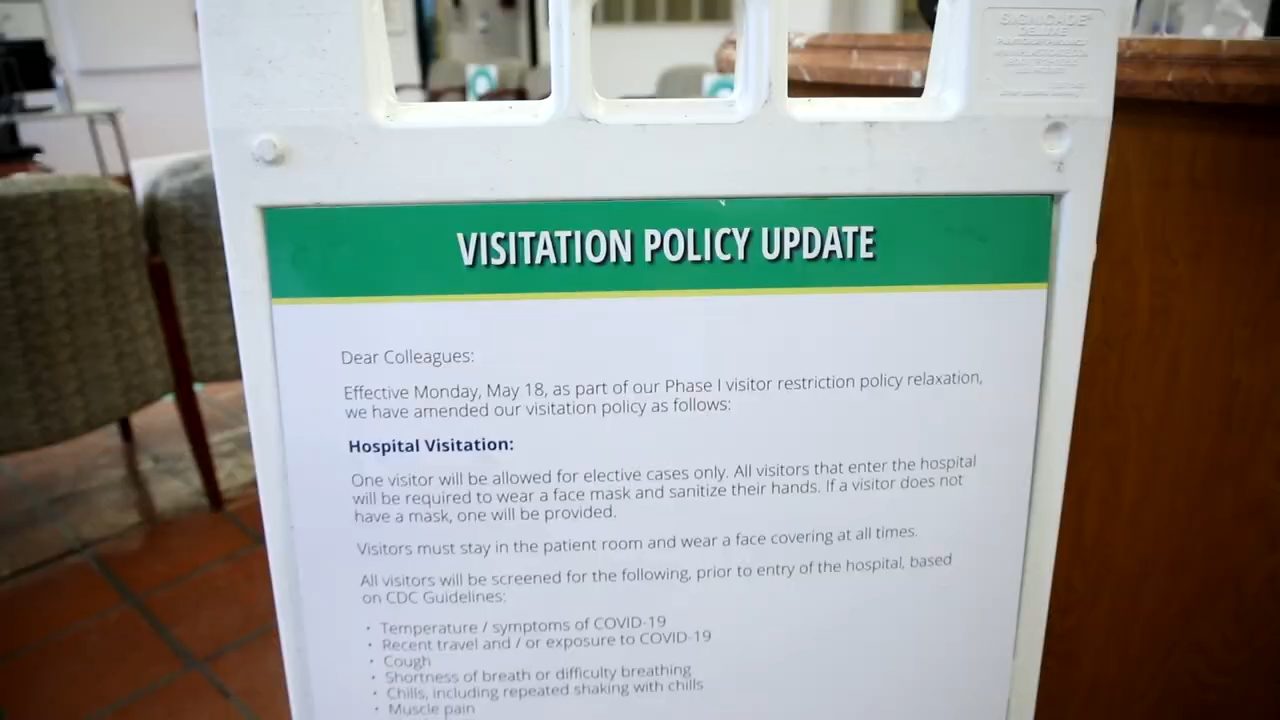 SIGNICADE
DELUXE
VISITATION POLICY UPDATE
Dear Colleagues:
Effective Monday, May 18, as part of our Phase I visitor restriction policy relaxation,
we have amended our visitation policy as follows:
Hospital Visitation:
One visitor will be allowed for elective cases only. All visitors that enter the hospital
will be required to wear a face mask and sanitize their hands. If a visitor does not
have a mask, one will be provided.
Visitors must stay in the patient room and wear a face covering at all times.
All visitors will be screened for the following, prior to entry of the hospital, based
on CDC Guidelines:
• Temperature / symptoms of COVID-19
• Recent travel and / or exposure to COVID-19
• Cough
• Shortness of breath or difficulty breathing
• Chills, including repeated shaking with chills
• Muscle pain